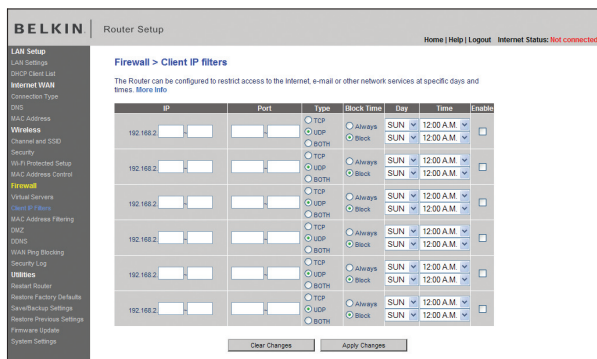 BELKIN. Router Setup
Home | Help | Logout Internet Status: Not connected
LAN Setup
LAN Settings
DHCP Client List
Internet WAN
Connection Type
DNS
MAC Address
Wireless
Channel and SSID
Security
Wi-Fi Protected Setup
MAC Address Control
Firewall
Virtual Servers
Client IP Filters
MAC Address Filtering
DMZ
DDNS
WAN Ping Blocking
Security Log
Utilities
Restart Router
Restore Factory Defaults
Save/Backup Settings
Restore Previous Settings
Firmware Update
System Settings
Firewall > Client IP filters
The Router can be configured to restrict access to the Internet, e-mail or other network services at specific days and
times. More Info
IP Port Type Block Time Day Time Enable
192.168.2. - - TCP UDP BOTH Always Block SUN 12:00 A.M. SUN 12:00 A.M.
192.168.2. - - TCP UDP BOTH Always Block SUN 12:00 A.M. SUN 12:00 A.M.
192.168.2. - - TCP UDP BOTH Always Block SUN 12:00 A.M. SUN 12:00 A.M.
192.168.2. - - TCP UDP BOTH Always Block SUN 12:00 A.M. SUN 12:00 A.M.
192.168.2. - - TCP UDP BOTH Always Block SUN 12:00 A.M. SUN 12:00 A.M.
192.168.2. - - TCP UDP BOTH Always Block SUN 12:00 A.M. SUN 12:00 A.M.
Clear Changes Apply Changes